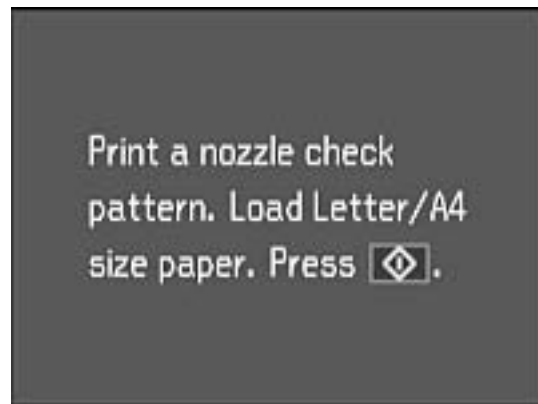 Print a nozzle check
pattern. Load Letter/A4
size paper. Press .